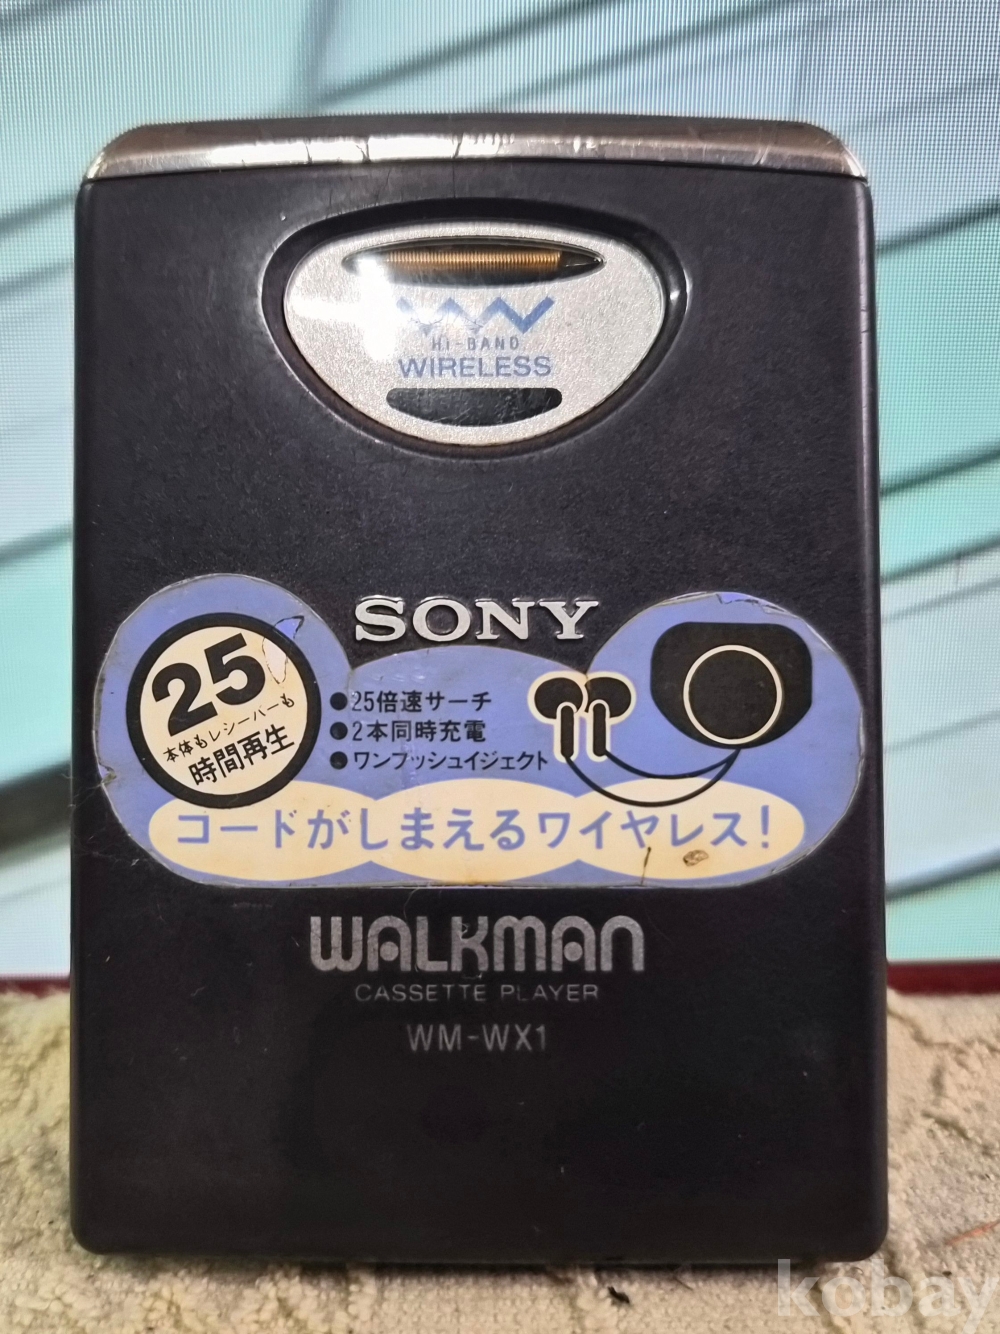 HI-BAND
WIRELESS
SONY
25
本体もレシーバーも
時間再生
●25倍速サーチ
●2本同時充電
●ワンプッシュイジェクト
コードがしまえるワイヤレス!
WALKMAN
CASSETTE PLAYER
WM-WX1
kobay